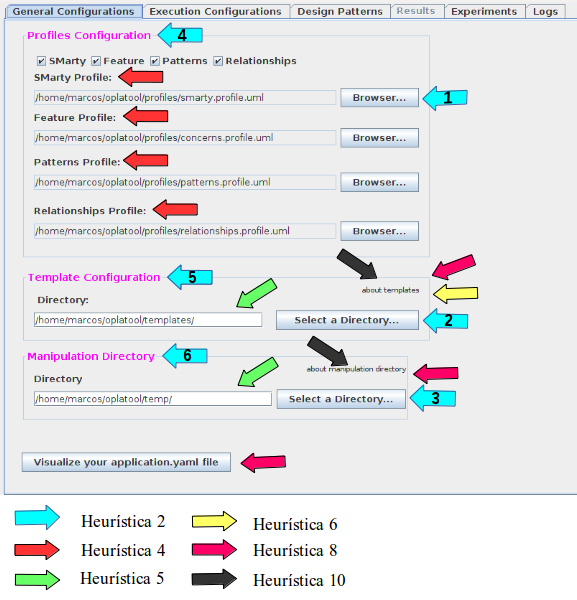 General Configurations Execution Configurations Design Patterns Results Experiments Logs
Profiles Configuration 4
SMarty Feature Patterns Relationships
SMarty Profile:
/home/marcos/oplatool/profiles/smarty.profile.uml Browser... 1
Feature Profile:
/home/marcos/oplatool/profiles/concerns.profile.uml Browser...
Patterns Profile:
/home/marcos/oplatool/profiles/patterns.profile.uml Browser...
Relationships Profile:
/home/marcos/oplatool/profiles/relationships.profile.uml Browser...
Template Configuration 5
about templates
Directory:
/home/marcos/oplatool/templates/ Select a Directory... 2
Manipulation Directory 6
about manipulation directory
Directory
/home/marcos/oplatool/temp/ Select a Directory... 3
Visualize your application.yaml file
Heurística 2 Heurística 6
Heurística 4 Heurística 8
Heurística 5 Heurística 10